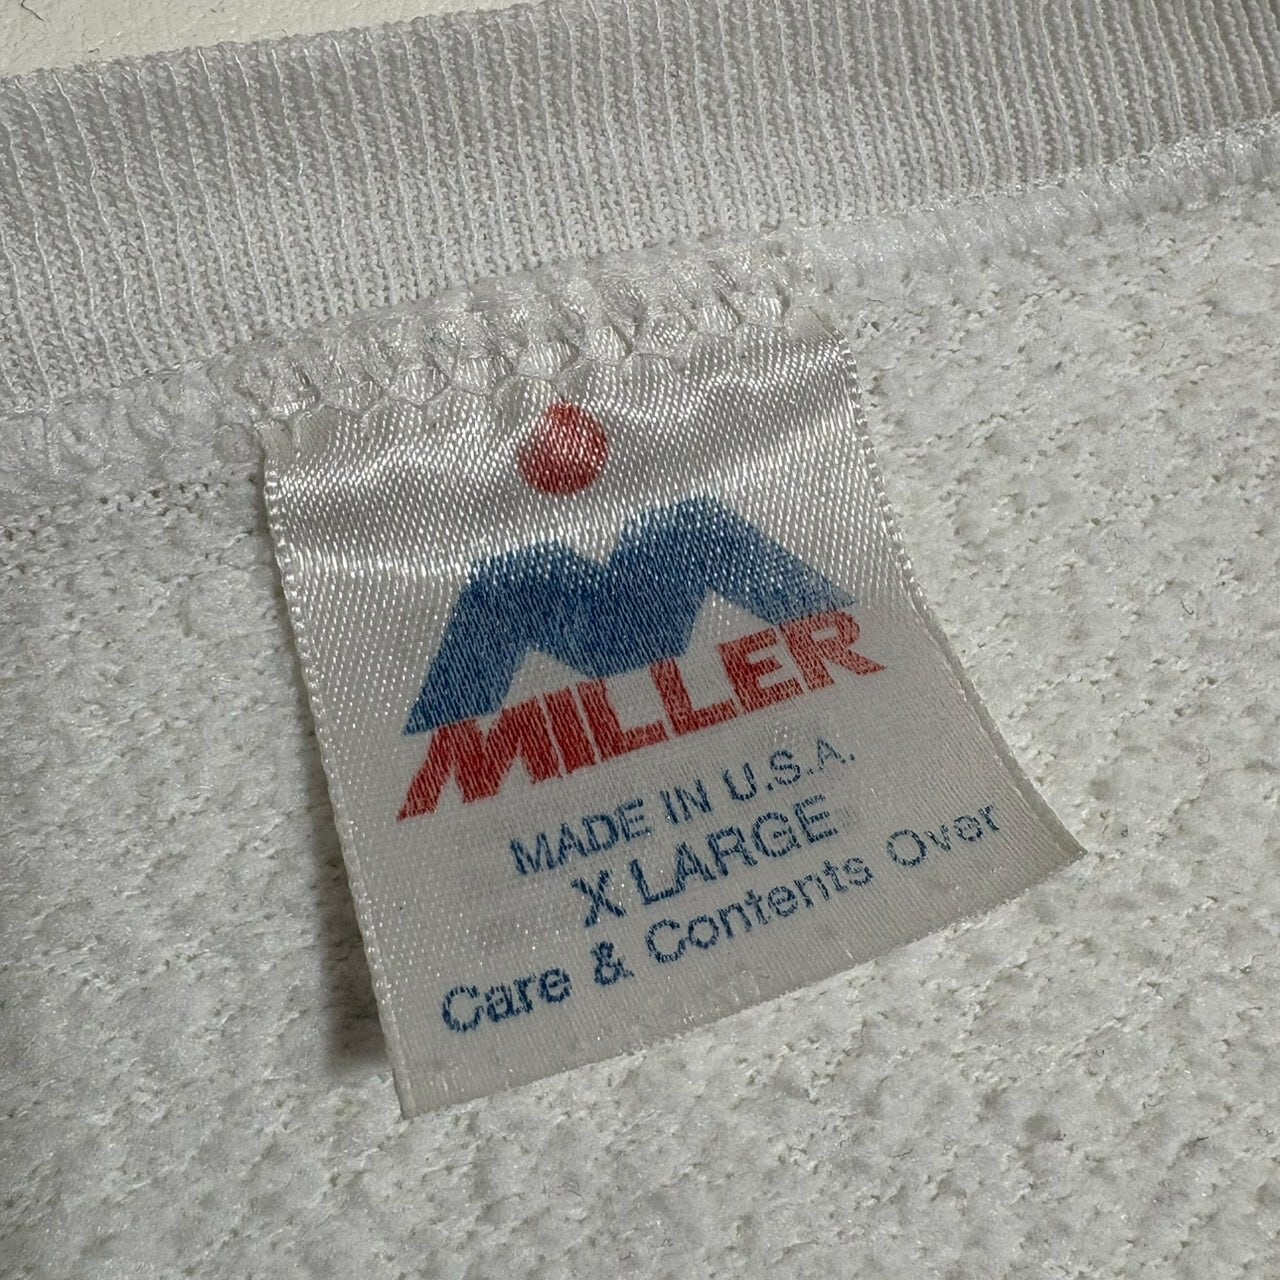 MILLER
MADE IN U.S.A.
X LARGE
Care & Contents Over